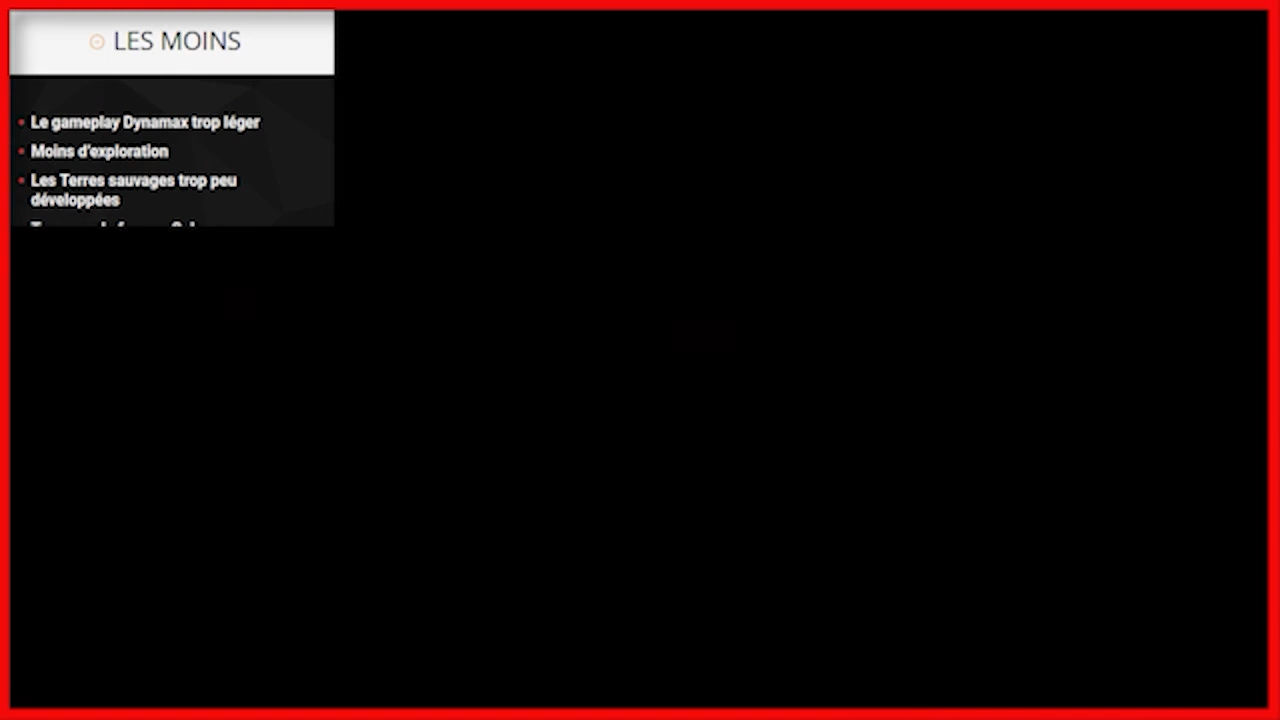 LES MOINS
Le gameplay Dynamax trop léger
Moins d'exploration
Les Terres sauvages trop peu
développées